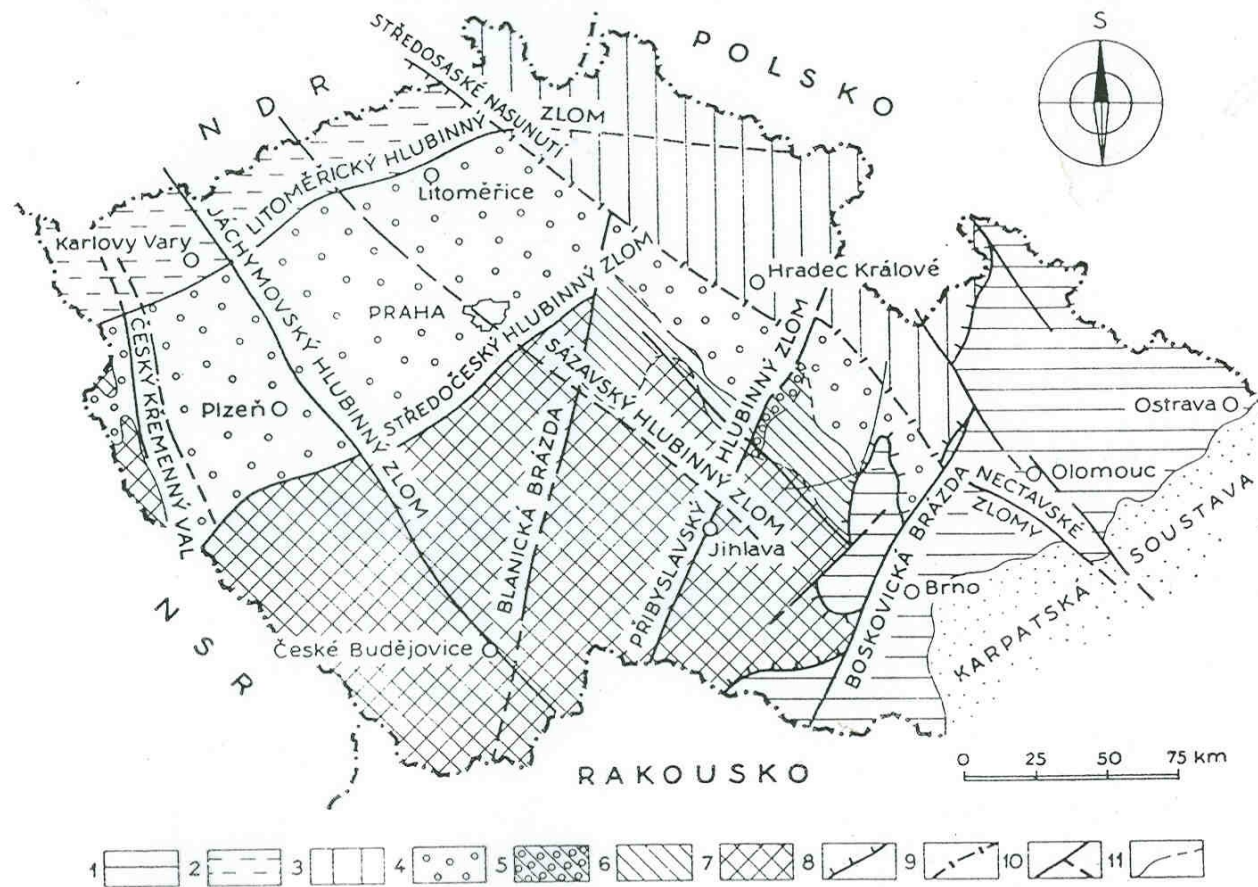 S
POLSKO
NDR
STŘEDOSASKÉ NASUNUTÍ
LITOMĚŘICKÝ HLUBINNÝ ZLOM
Litoměřice
Karlovy Vary
JÁCHYMOVSKÝ HLUBINNÝ ZLOM
Hradec Králové
PRAHA
STŘEDOČESKÝ HLUBINNÝ ZLOM
ČESKÝ KŘEMENNÝ VAL
SÁZAVSKÝ HLUBINNÝ ZLOM
Plzeň
Ostrava
BLANICKÁ BRÁZDA
PŘIBYSLAVSKÝ HLUBINNÝ ZLOM
Olomouc
NECTAVSKÉ
ZLOMY
Jihlava
BOSKOVICKÁ BRÁZDA
Brno
KARPATSKÁ SOUSTAVA
NSR
České Budějovice
RAKOUSKO
0 25 50 75 km
1 2 3 4 5 6 7 8 9 10 11